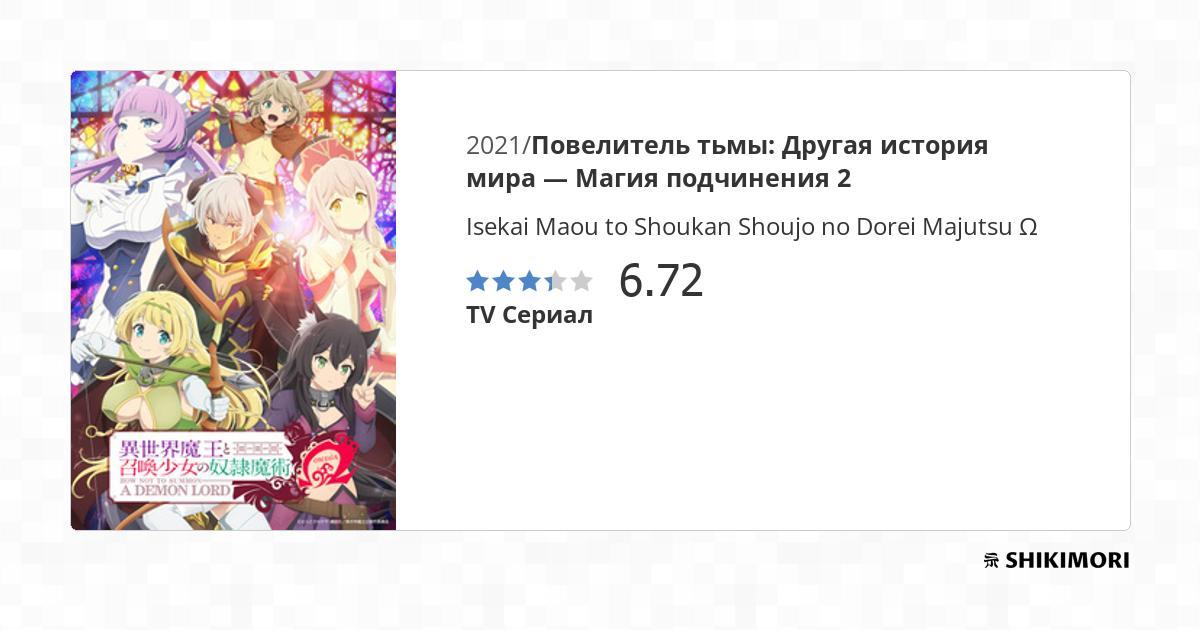 2021/Повелитель тьмы: Другая история
мира — Магия подчинения 2
Isekai Maou to Shoukan Shoujo no Dorei Majutsu Ω
6.72
TV Сериал
異世界魔王と
召喚少女の奴隷魔術
OMEGA
Ω
HOW NOT TO SUMMON
A DEMON LORD
SHIKIMORI